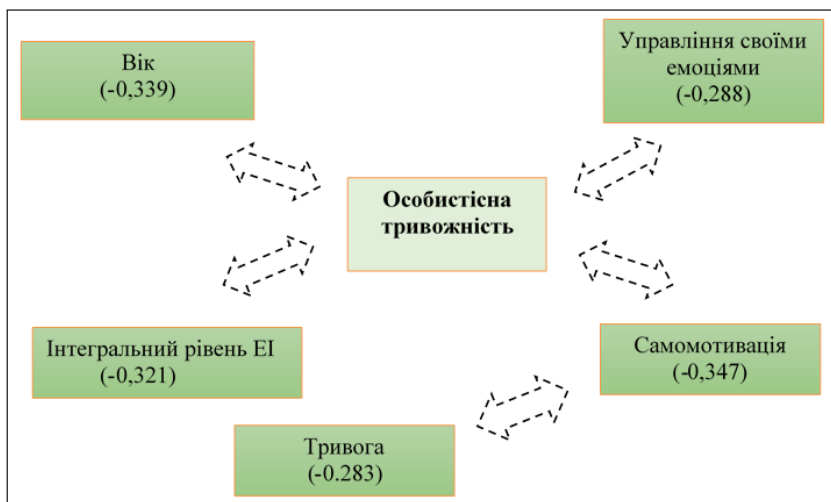 Вік
(-0,339)
Управління своїми
емоціями
(-0,288)
Особистісна
тривожність
Інтегральний рівень ЕІ
(-0,321)
Самомотивація
(-0,347)
Тривога
(-0.283)